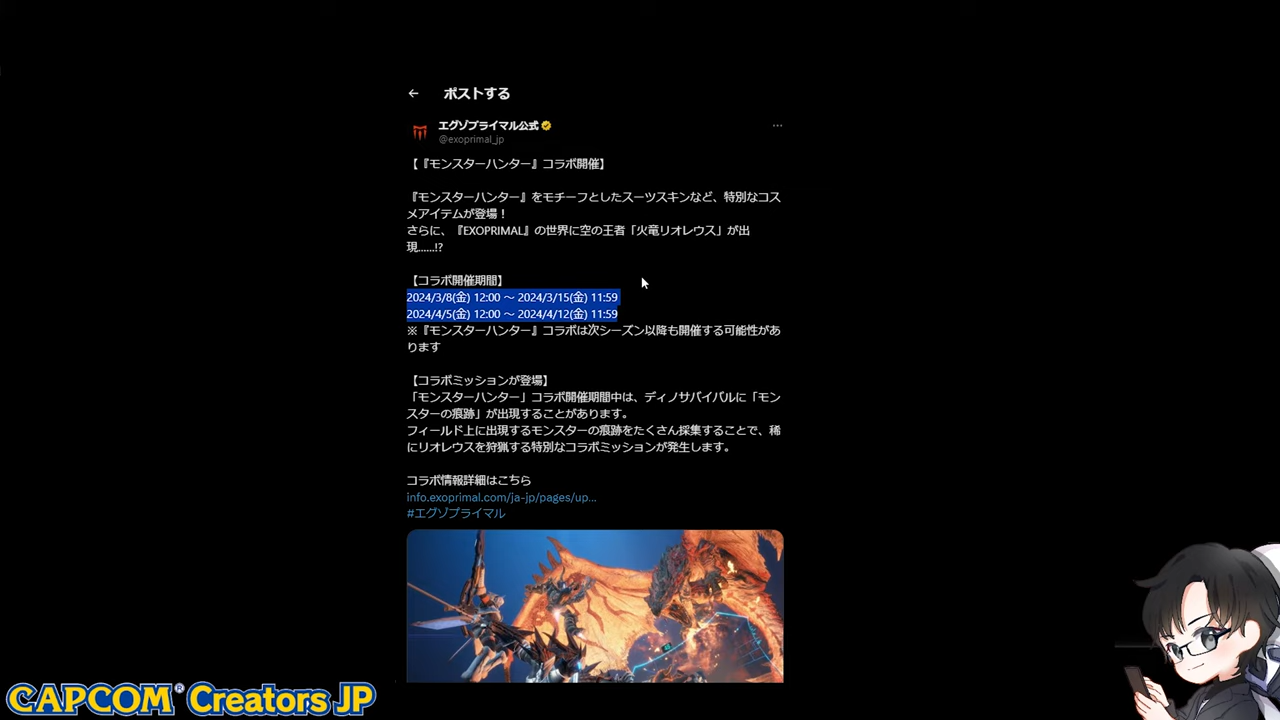 ← ポストする
エグゾプライマル公式
@exoprimal_jp
【『モンスターハンター』コラボ開催】
『モンスターハンター』をモチーフとしたスーツスキンなど、特別なコス
メアイテムが登場！
さらに、『EXOPRIMAL』の世界に空の王者「火竜リオレウス」が出
現……!?
【コラボ開催期間】
2024/3/8(金) 12:00 ～ 2024/3/15(金) 11:59
2024/4/5(金) 12:00 ～ 2024/4/12(金) 11:59
※『モンスターハンター』コラボは次シーズン以降も開催する可能性があ
ります
【コラボミッションが登場】
「モンスターハンター」コラボ開催期間中は、ディノサバイバルに「モン
スターの痕跡」が出現することがあります。
フィールド上に出現するモンスターの痕跡をたくさん採集することで、稀
にリオレウスを狩猟する特別なコラボミッションが発生します。
コラボ情報詳細はこちら
info.exoprimal.com/ja-jp/pages/up…
#エグゾプライマル
CAPCOM® Creators JP